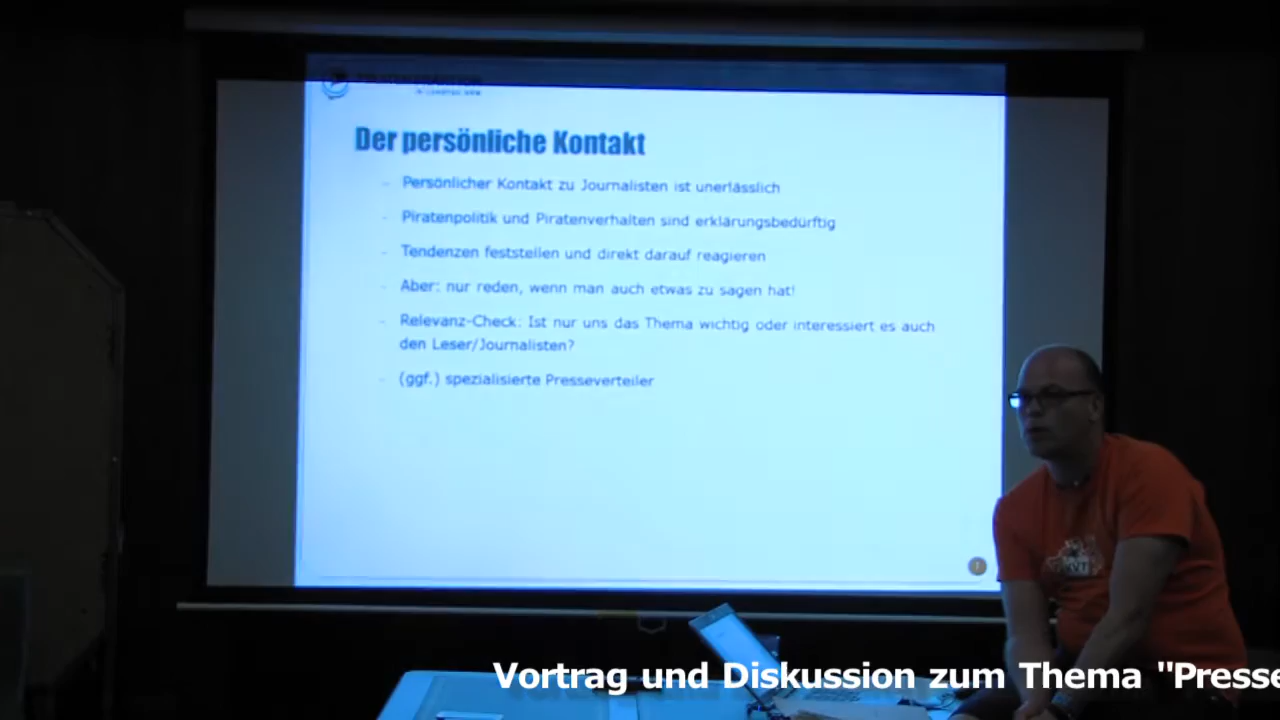 Der persönliche Kontakt
- Persönlicher Kontakt zu Journalisten ist unerlässlich
- Piratenpolitik und Piratenverhalten sind erklärungsbedürftig
- Tendenzen feststellen und direkt darauf reagieren
- Aber: nur reden, wenn man auch etwas zu sagen hat!
- Relevanz-Check: Ist nur uns das Thema wichtig oder interessiert es auch
den Leser/Journalisten?
- (ggf.) spezialisierte Presseverteiler
Vortrag und Diskussion zum Thema "Presse